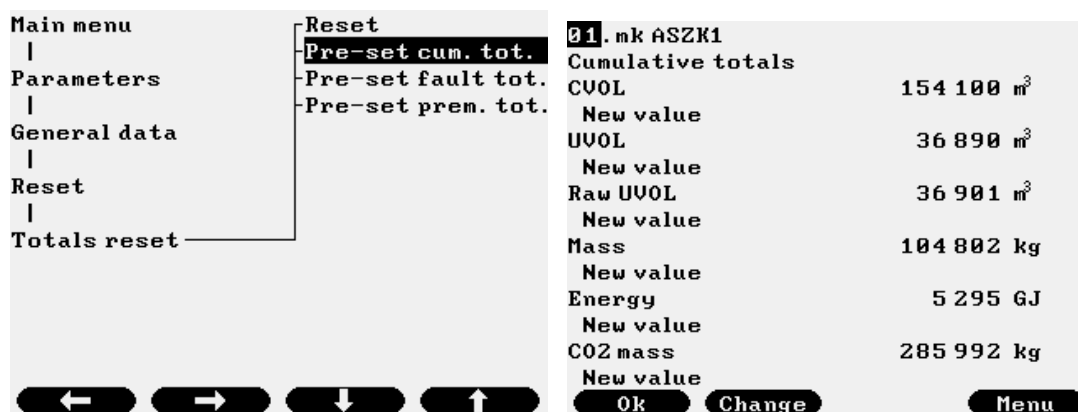 Main menu
Parameters
General data
Reset
Totals reset
Reset
Pre-set cum. tot.
Pre-set fault tot.
Pre-set prem. tot.
01.mk ASZK1
Cumulative totals
CVOL 154 100 m³
New value
UVOL 36 890 m³
New value
Raw UVOL 36 901 m³
New value
Mass 104 802 kg
New value
Energy 5 295 GJ
New value
CO2 mass 285 992 kg
New value
Ok Change Menu